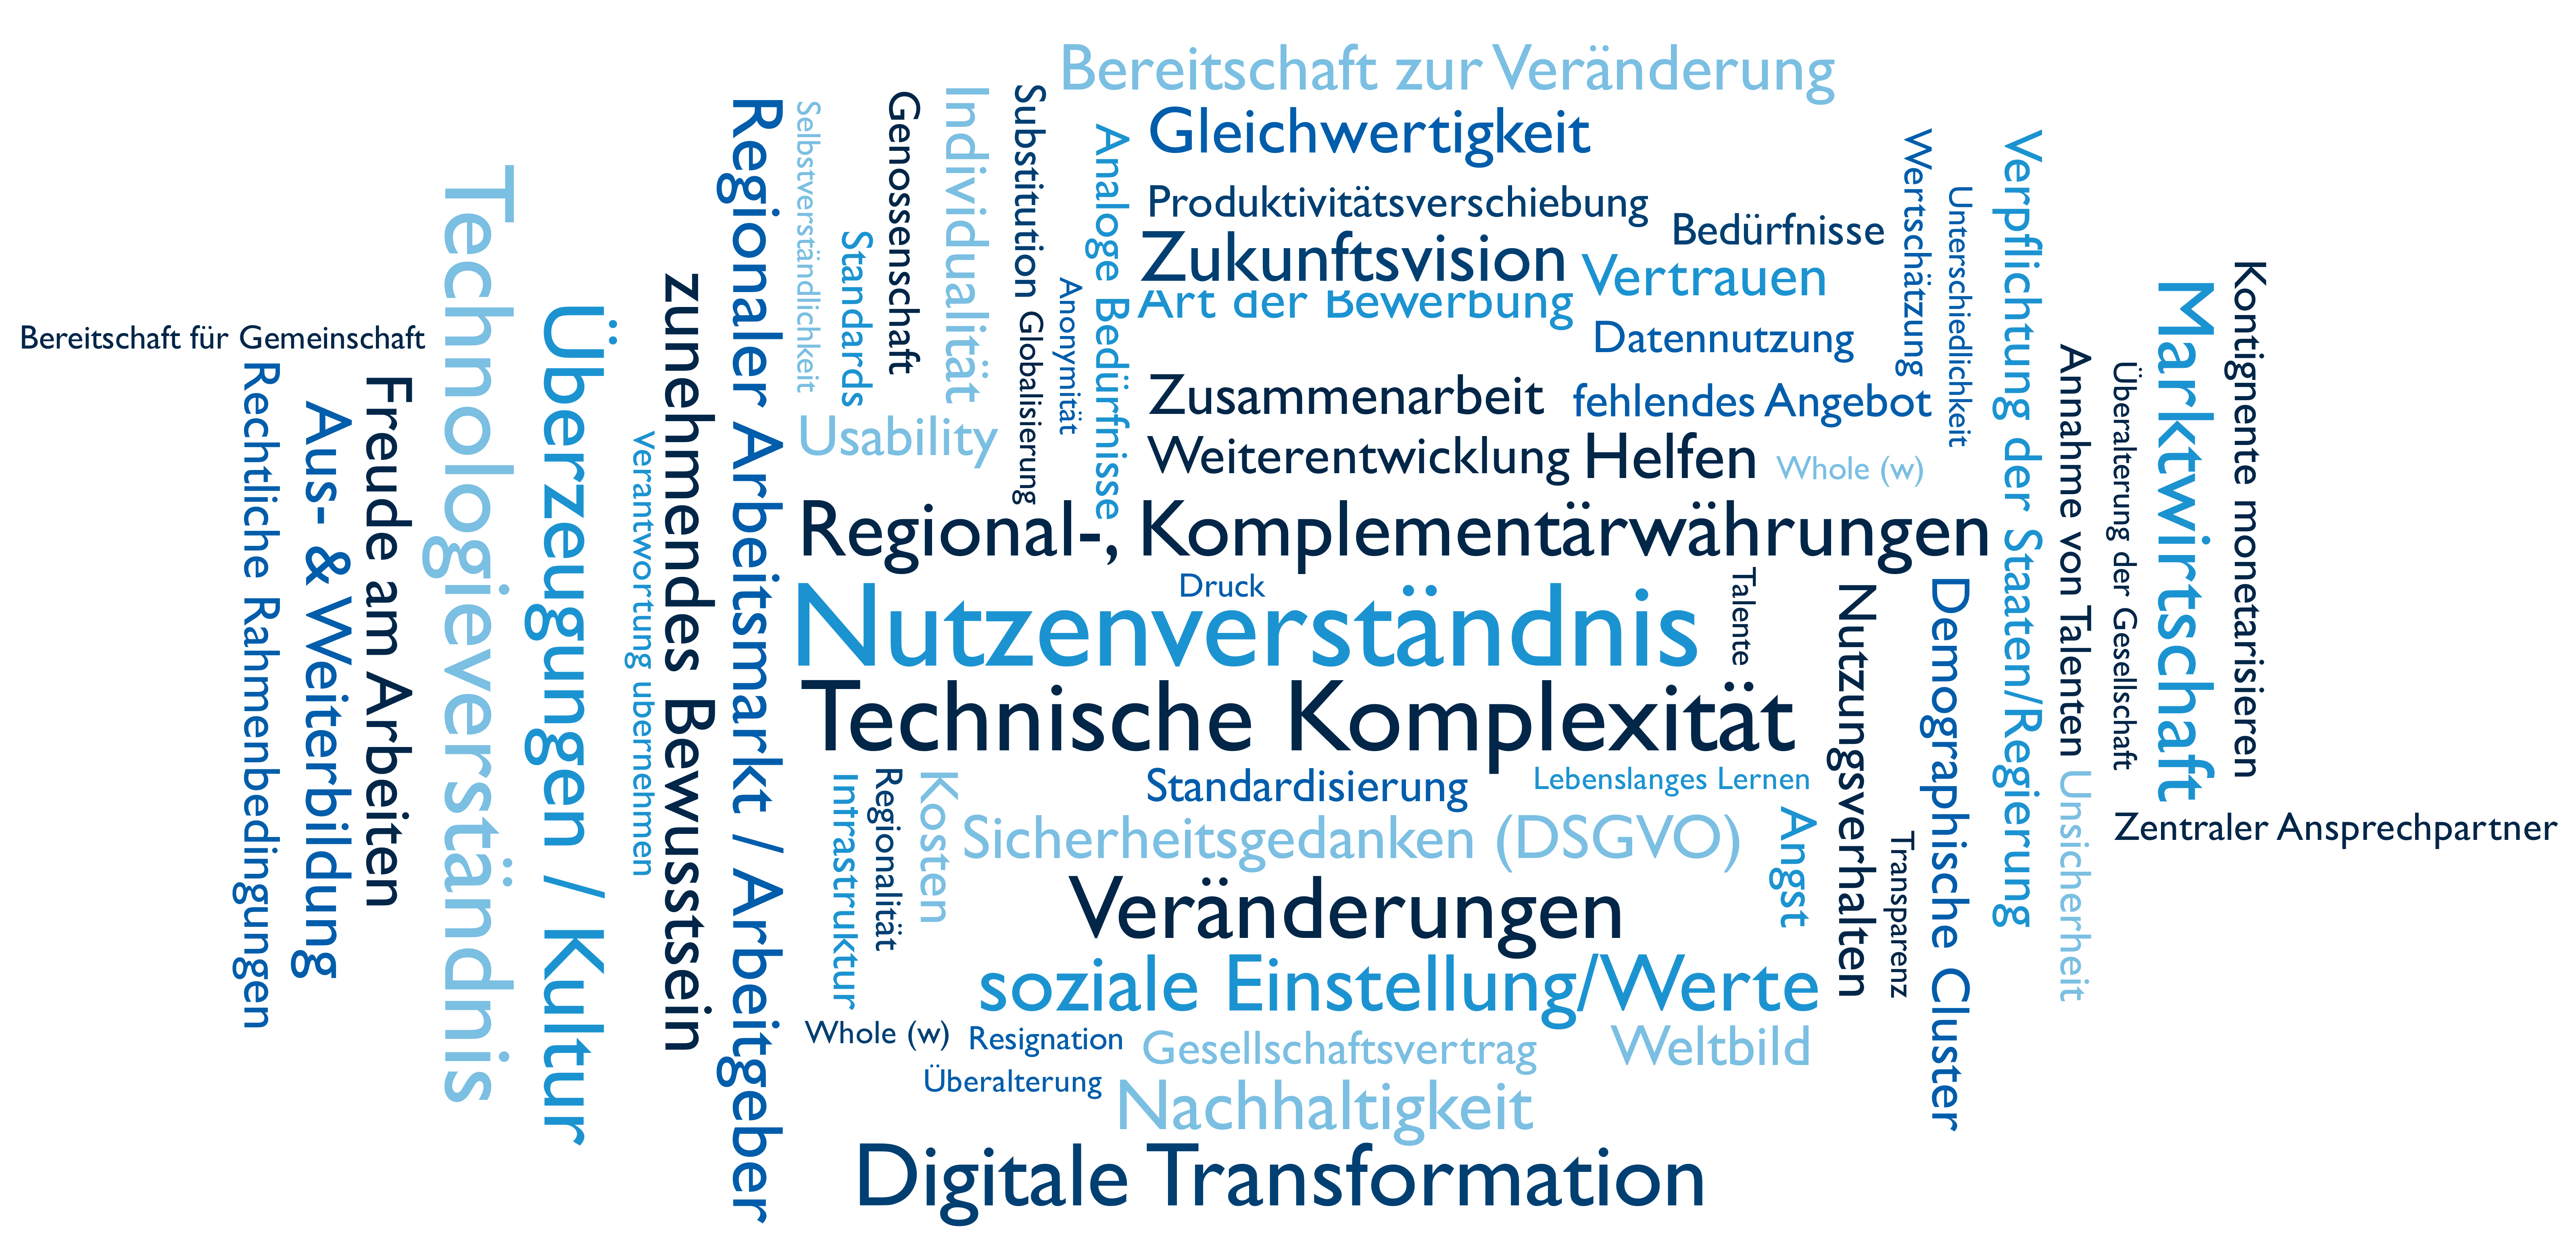 Bereitschaft für Gemeinschaft
Rechtliche Rahmenbedingungen
Aus- & Weiterbildung
Freude am Arbeiten
Technologieverständnis
Überzeugungen / Kultur
Verantwortung übernehmen
zunehmendes Bewusstsein
Regionaler Arbeitsmarkt / Arbeitgeber
Selbstverständlichkeit
Standards
Genossenschaft
Individualität
Substitution
Globalisierung
Anonymität
Analoge Bedürfnisse
Usability
Bereitschaft zur Veränderung
Gleichwertigkeit
Produktivitätsverschiebung
Bedürfnisse
Zukunftsvision
Vertrauen
Art der Bewerbung
Datennutzung
Zusammenarbeit
fehlendes Angebot
Weiterentwicklung
Helfen
Whole (w)
Regional-, Komplementärwährungen
Druck
Nutzenverständnis
Talente
Technische Komplexität
Standardisierung
Lebenslanges Lernen
Infrastruktur
Regionalität
Kosten
Sicherheitsgedanken (DSGVO)
Angst
Veränderungen
soziale Einstellung/Werte
Whole (w)
Resignation
Gesellschaftsvertrag
Weltbild
Überalterung
Nachhaltigkeit
Digitale Transformation
Nutzungsverhalten
Transparenz
Demographische Cluster
Wertschätzung
Unterschiedlichkeit
Verpflichtung der Staaten/Regierung
Annahme von Talenten
Unsicherheit
Überalterung der Gesellschaft
Marktwirtschaft
Kontignente monetarisieren
Zentraler Ansprechpartner